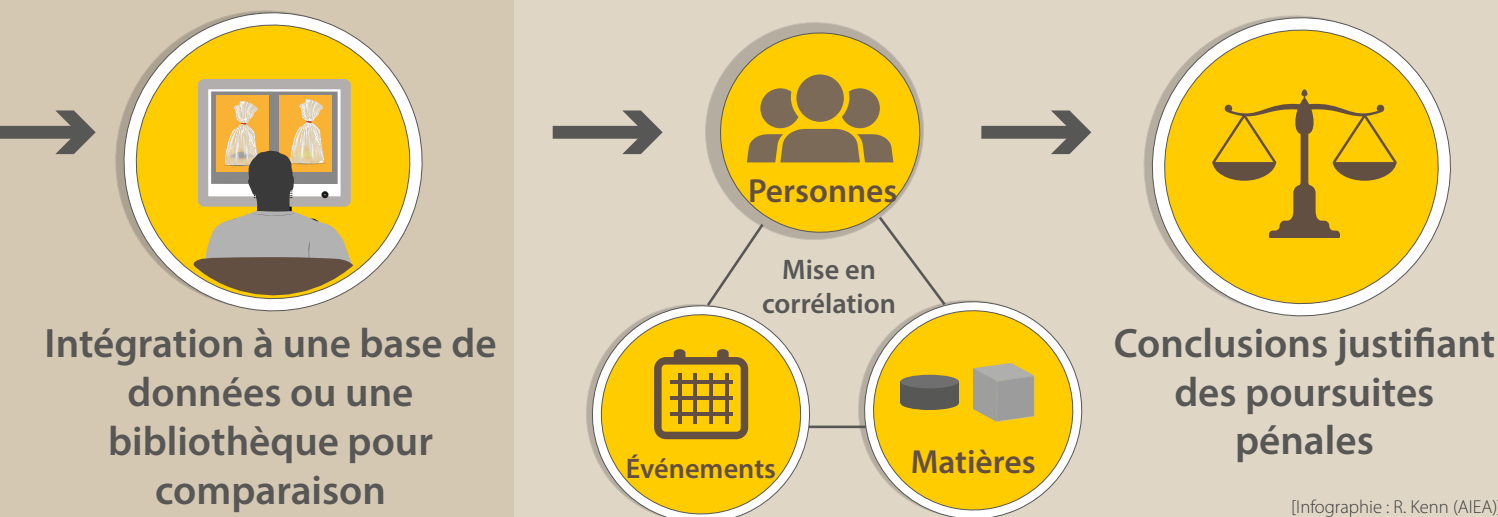 Intégration à une base de
données ou une
bibliothèque pour
comparaison
Personnes
Mise en
corrélation
Événements
Matières
Conclusions justifiant
des poursuites
pénales
[Infographie : R. Kenn (AIEA)]